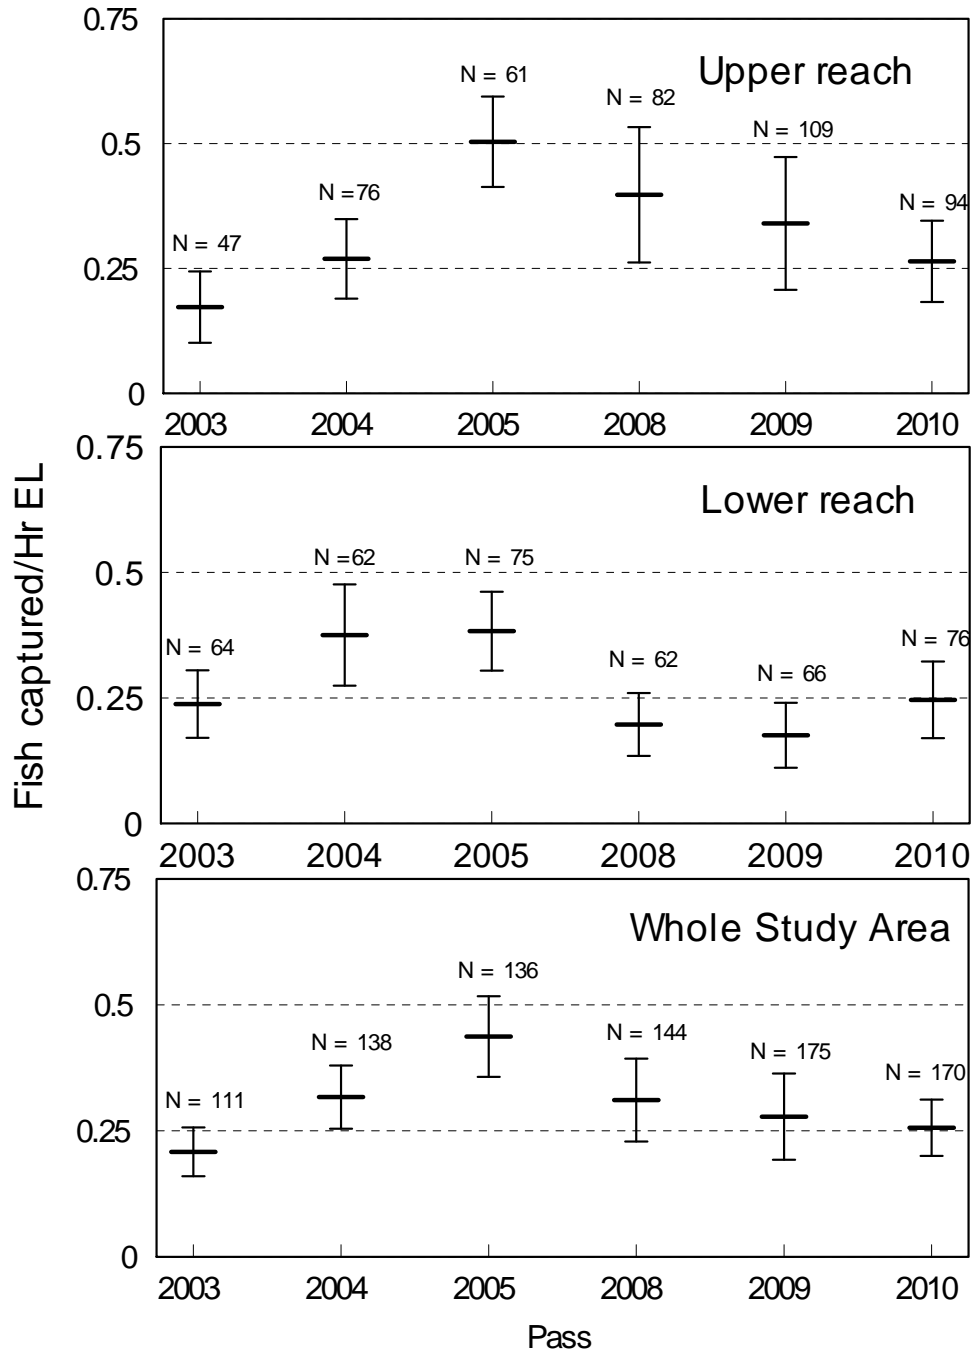 0.75
Upper reach
N = 61
N = 82
N = 109
0.5
N =76
N = 94
N = 47
0.25
0
2003 2004 2005 2008 2009 2010
Fish captured/Hr EL
0.75
Lower reach
N =62
N = 75
0.5
N = 64
N = 62
N = 66
N = 76
0.25
0
2003 2004 2005 2008 2009 2010
0.75
Whole Study Area
N = 136
0.5
N = 138
N = 144
N = 175
N = 170
N = 111
0.25
0
2003 2004 2005 2008 2009 2010
Pass